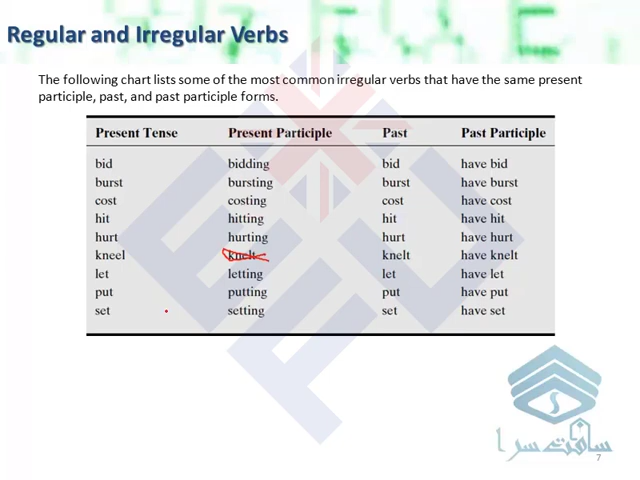 Regular and Irregular Verbs
The following chart lists some of the most common irregular verbs that have the same present
participle, past, and past participle forms.
Present Tense Present Participle Past Past Participle
bid bidding bid have bid
burst bursting burst have burst
cost costing cost have cost
hit hitting hit have hit
hurt hurting hurt have hurt
kneel knelt knelt have knelt
let letting let have let
put putting put have put
set setting set have set
سافت سرا
7